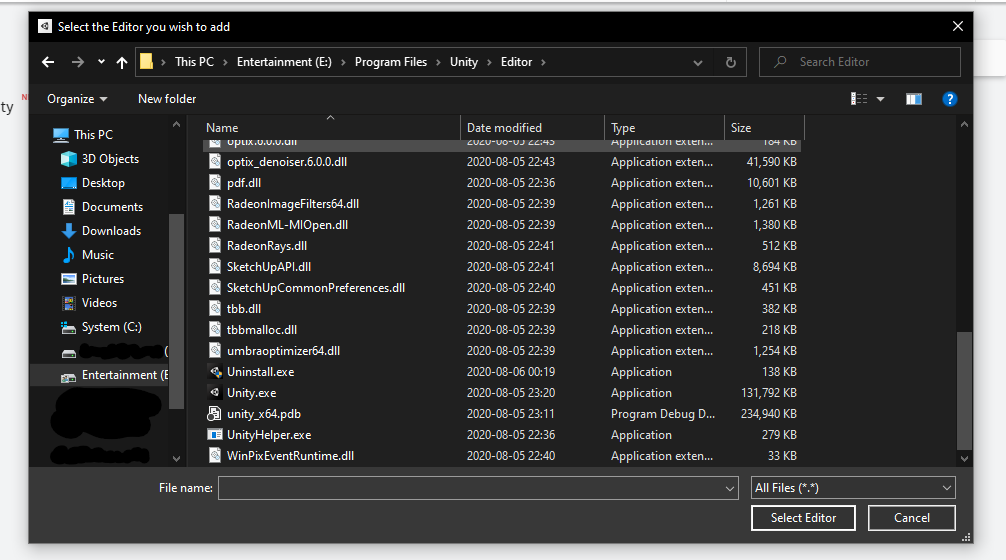 Select the Editor you wish to add
This PC Entertainment (E:) Program Files Unity Editor
Search Editor
ty
Organize New folder
Name Date modified Type Size
This PC
3D Objects
Desktop
Documents
Downloads
Music
Pictures
Videos
System (C:)
Entertainment (E
optix.6.0.0.dll 2020-08-05 22:43 Application exten... 184 KB
optix_denoiser.6.0.0.dll 2020-08-05 22:43 Application exten... 41,590 KB
pdf.dll 2020-08-05 22:36 Application exten... 10,601 KB
RadeonImageFilters64.dll 2020-08-05 22:39 Application exten... 1,261 KB
RadeonML-MIOpen.dll 2020-08-05 22:39 Application exten... 1,380 KB
RadeonRays.dll 2020-08-05 22:41 Application exten... 512 KB
SketchUpAPI.dll 2020-08-05 22:41 Application exten... 8,694 KB
SketchUpCommonPreferences.dll 2020-08-05 22:40 Application exten... 451 KB
tbb.dll 2020-08-05 22:39 Application exten... 382 KB
tbbmalloc.dll 2020-08-05 22:39 Application exten... 218 KB
umbraoptimizer64.dll 2020-08-05 22:39 Application exten... 1,254 KB
Uninstall.exe 2020-08-06 00:19 Application 138 KB
Unity.exe 2020-08-05 23:20 Application 131,792 KB
unity_x64.pdb 2020-08-05 23:11 Program Debug D... 234,940 KB
UnityHelper.exe 2020-08-05 22:36 Application 279 KB
WinPixEventRuntime.dll 2020-08-05 22:40 Application exten... 33 KB
File name: All Files (*.*)
Select Editor Cancel